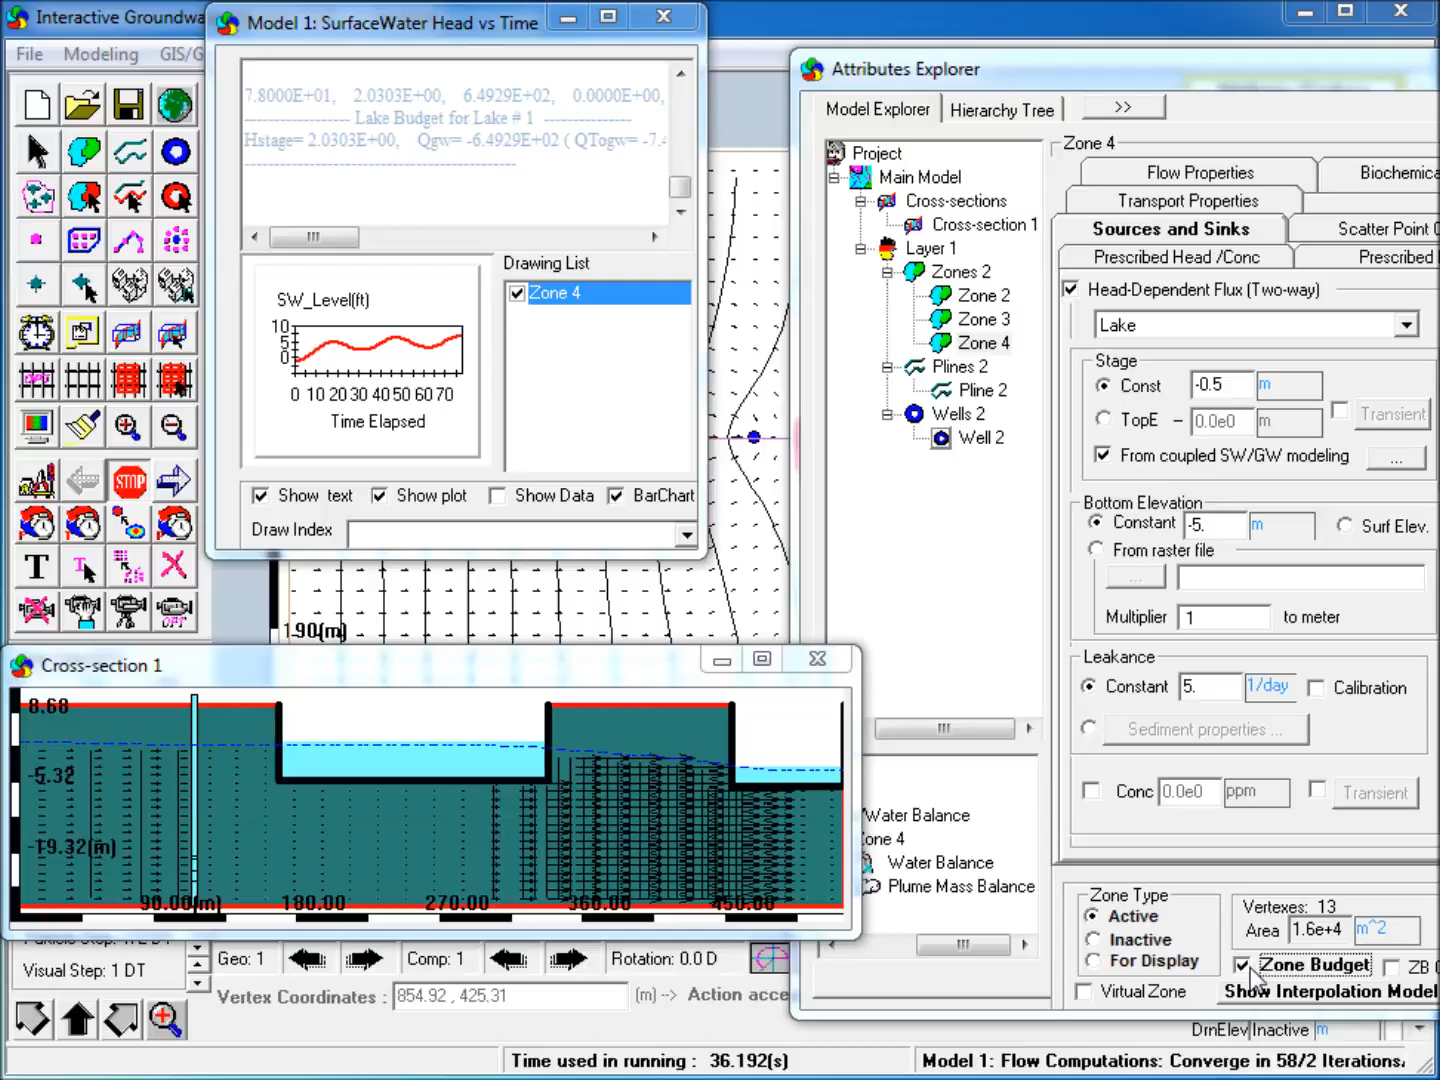 Interactive Groundwa
File Modeling GIS/G
Model 1: SurfaceWater Head vs Time
7.8000E+01, 2.0303E+00, 6.4929E+02, 0.0000E+00,
----------------- Lake Budget for Lake # 1 --------------
Hstage= 2.0303E+00, Qgw= -6.4929E+02 ( QTogw= -7.4
Drawing List
Zone 4
SW_Level(ft)
10
5
0
0 10 20 30 40 50 60 70
Time Elapsed
Show text Show plot Show Data BarChart
Draw Index
Attributes Explorer
Model Explorer Hierarchy Tree >>
Project
Main Model
Cross-sections
Cross-section 1
Layer 1
Zones 2
Zone 2
Zone 3
Zone 4
Plines 2
Pline 2
Wells 2
Well 2
Water Balance
one 4
Water Balance
Plume Mass Balance
Zone 4
Flow Properties Biochemica
Transport Properties
Sources and Sinks Scatter Point
Prescribed Head /Conc Prescribed
Head-Dependent Flux (Two-way)
Lake
Stage
Const -0.5 m
TopE - 0.0e0 m Transient
From coupled SW/GW modeling ...
Bottom Elevation
Constant -5. m Surf Elev.
From raster file
...
Multiplier 1 to meter
Leakance
Constant 5. 1/day Calibration
Sediment properties ...
Conc 0.0e0 ppm Transient
Zone Type
Active
Inactive
For Display
Virtual Zone
Vertexes: 13
Area 1.6e+4 m^2
Zone Budget ZB
Show Interpolation Model
DrnElev Inactive m
OPT
STOP
T T
OPT
190(m)
Cross-section 1
8.68
-5.32
-19.32(m)
90.00(m) 180.00 270.00 360.00 450.00
Visual Step: 1 DT
Geo: 1 Comp: 1 Rotation: 0.0 D
Vertex Coordinates : 854.92 , 425.31 (m) --> Action acce
Time used in running : 36.192(s)
Model 1: Flow Computations: Converge in 58/2 Iterations.